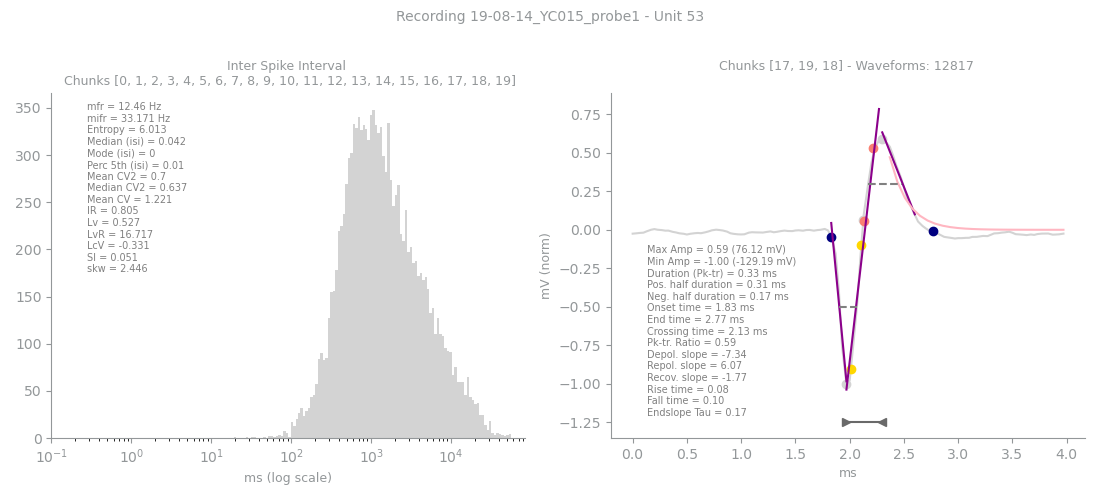 Recording 19-08-14_YC015_probe1 - Unit 53
Inter Spike Interval
Chunks [0, 1, 2, 3, 4, 5, 6, 7, 8, 9, 10, 11, 12, 13, 14, 15, 16, 17, 18, 19]
350
300
250
200
150
100
50
0
mfr = 12.46 Hz
mifr = 33.171 Hz
Entropy = 6.013
Median (isi) = 0.042
Mode (isi) = 0
Perc 5th (isi) = 0.01
Mean CV2 = 0.7
Median CV2 = 0.637
Mean CV = 1.221
IR = 0.805
Lv = 0.527
LvR = 16.717
LcV = -0.331
SI = 0.051
skw = 2.446
10⁻¹ 10⁰ 10¹ 10² 10³ 10⁴
ms (log scale)
Chunks [17, 19, 18] - Waveforms: 12817
mV (norm)
0.75
0.50
0.25
0.00
−0.25
−0.50
−0.75
−1.00
−1.25
Max Amp = 0.59 (76.12 mV)
Min Amp = -1.00 (-129.19 mV)
Duration (Pk-tr) = 0.33 ms
Pos. half duration = 0.31 ms
Neg. half duration = 0.17 ms
Onset time = 1.83 ms
End time = 2.77 ms
Crossing time = 2.13 ms
Pk-tr. Ratio = 0.59
Depol. slope = -7.34
Repol. slope = 6.07
Recov. slope = -1.77
Rise time = 0.08
Fall time = 0.10
Endslope Tau = 0.17
0.0 0.5 1.0 1.5 2.0 2.5 3.0 3.5 4.0
ms